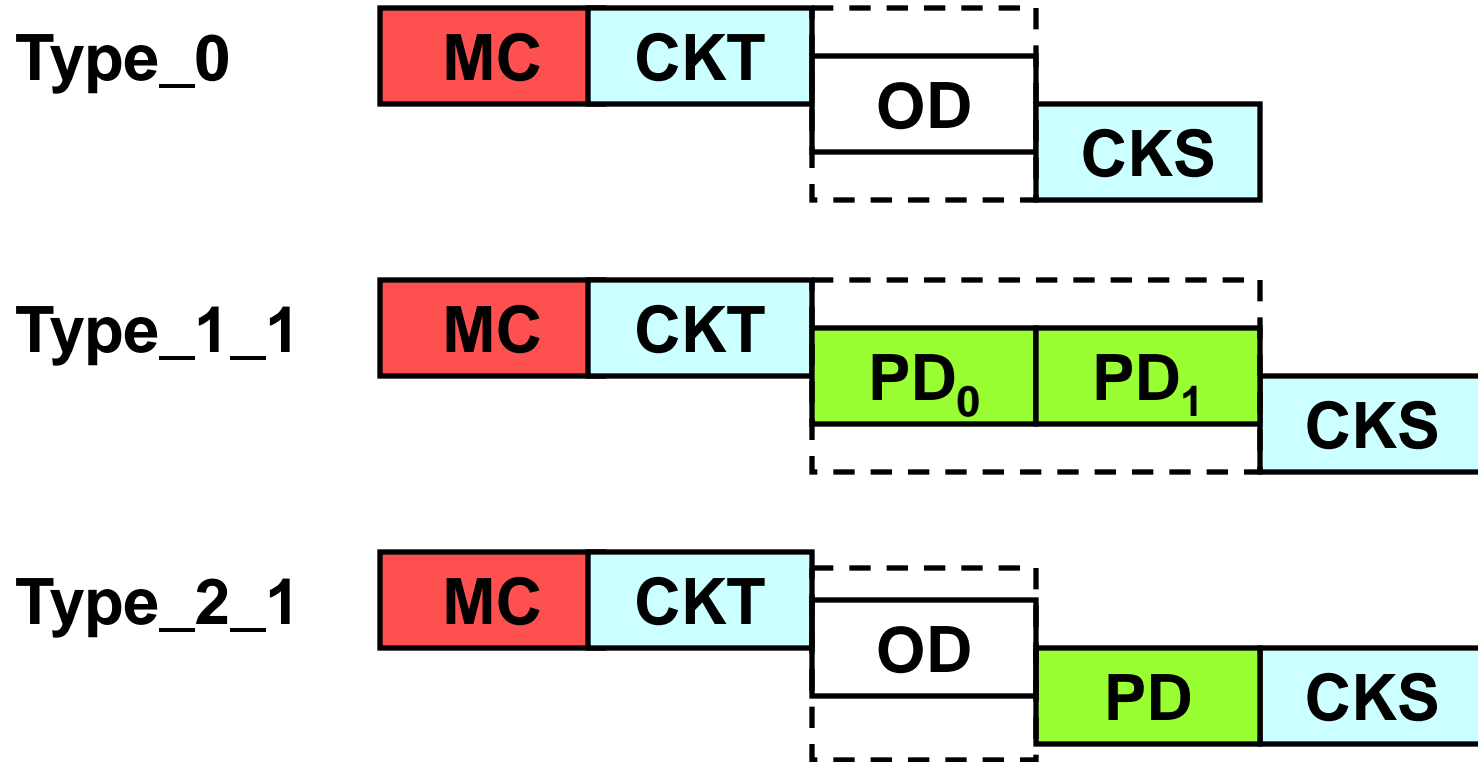 Type_0 MC CKT OD CKS
Type_1_1 MC CKT PD0 PD1 CKS
Type_2_1 MC CKT OD PD CKS